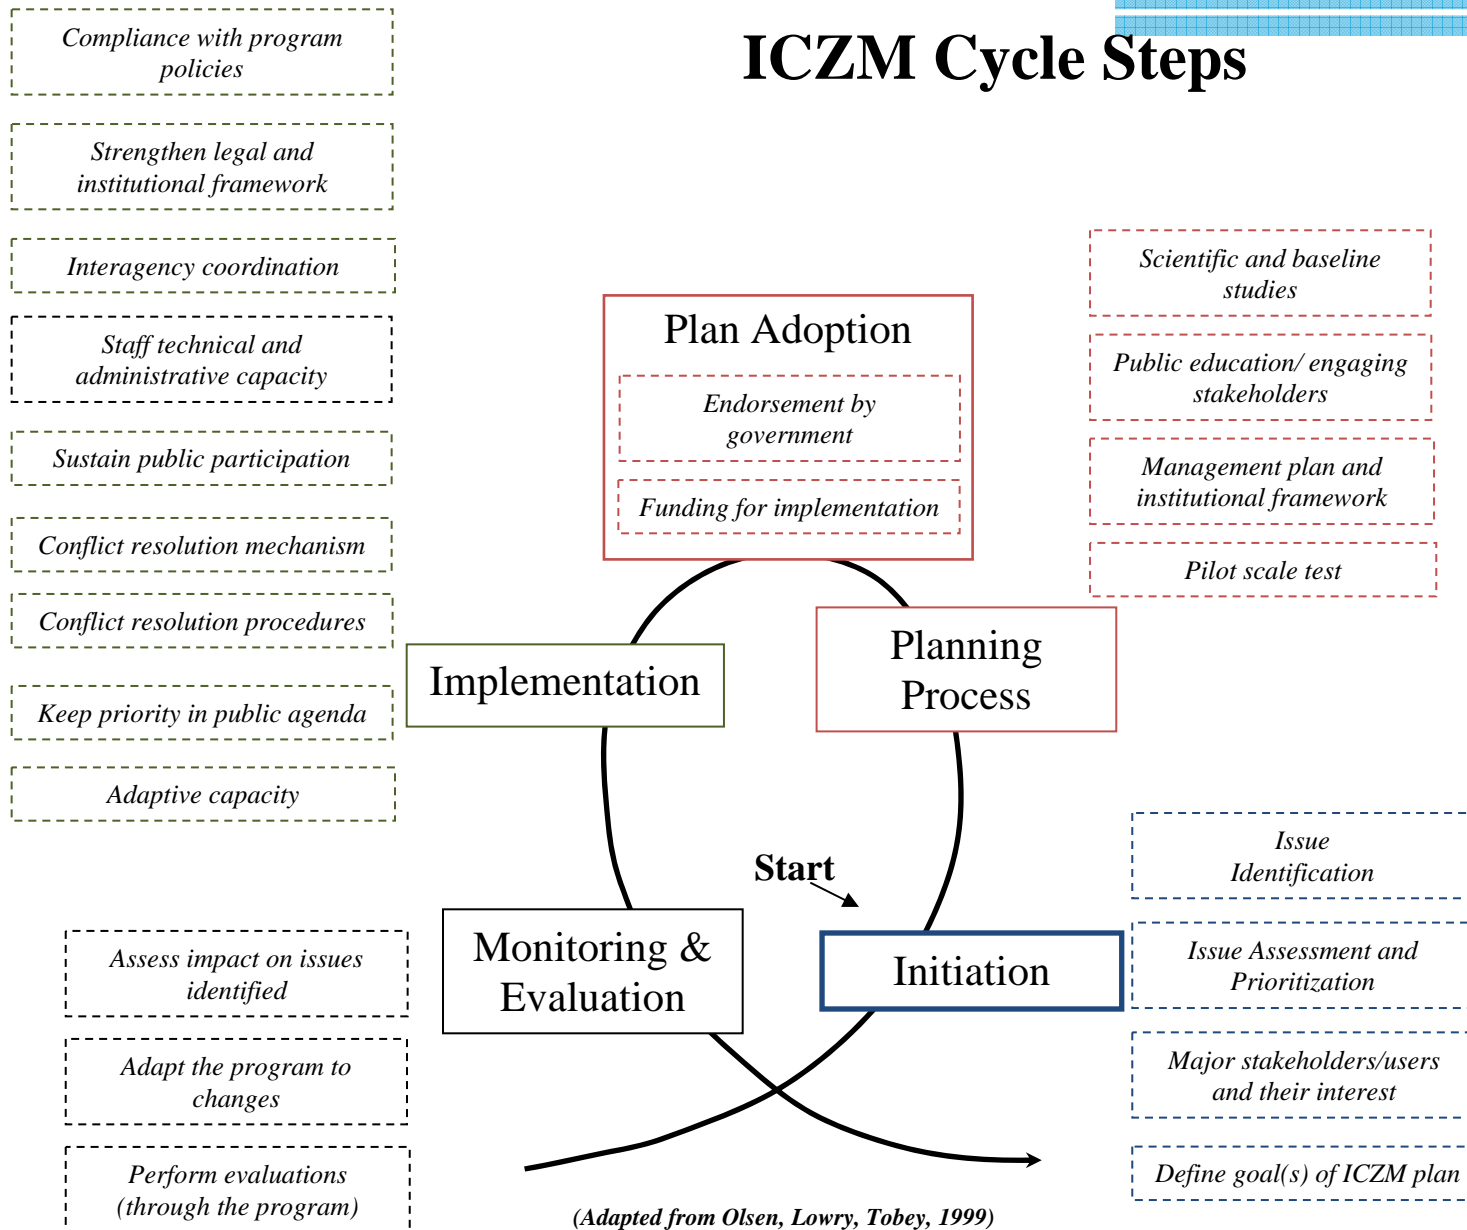 ICZM Cycle Steps
Compliance with program
policies
Strengthen legal and
institutional framework
Interagency coordination
Staff technical and
administrative capacity
Sustain public participation
Conflict resolution mechanism
Conflict resolution procedures
Keep priority in public agenda
Adaptive capacity
Plan Adoption
Endorsement by
government
Funding for implementation
Scientific and baseline
studies
Public education/ engaging
stakeholders
Management plan and
institutional framework
Pilot scale test
Implementation
Planning
Process
Start
Monitoring &
Evaluation
Initiation
Assess impact on issues
identified
Adapt the program to
changes
Perform evaluations
(through the program)
Issue
Identification
Issue Assessment and
Prioritization
Major stakeholders/users
and their interest
Define goal(s) of ICZM plan
(Adapted from Olsen, Lowry, Tobey, 1999)